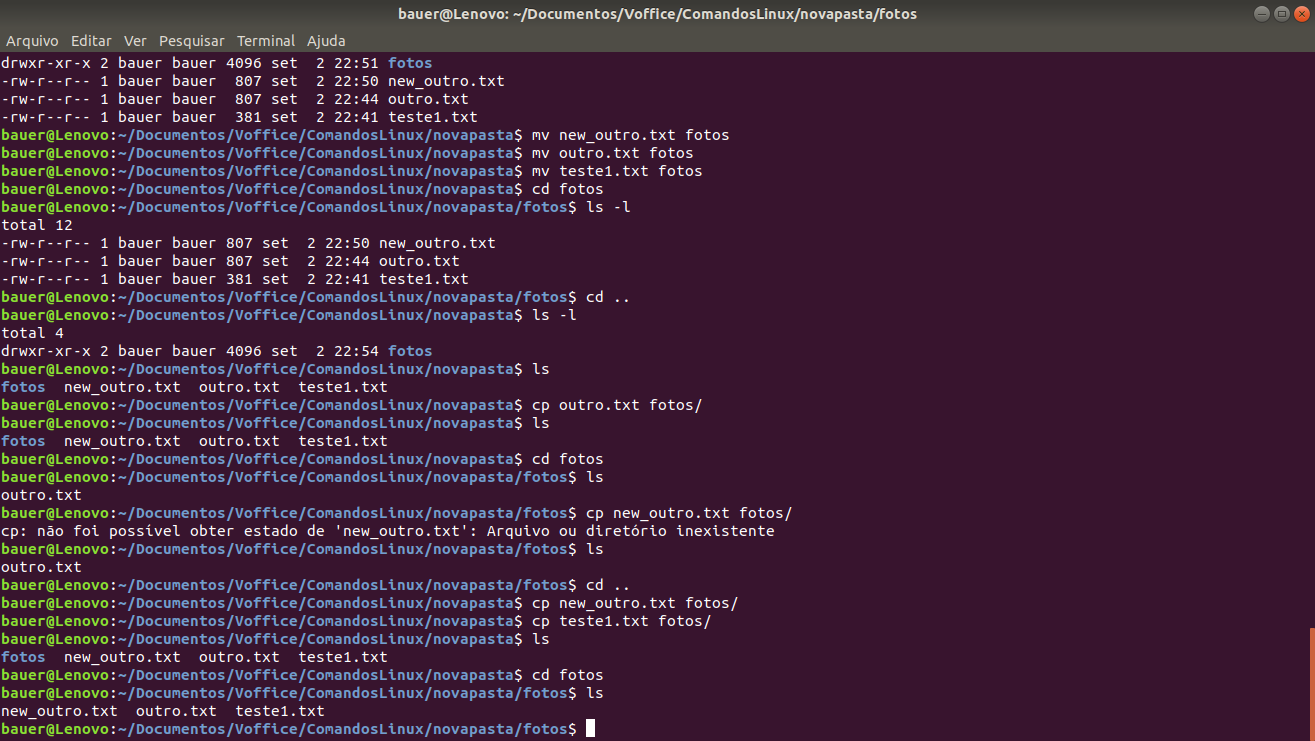 bauer@Lenovo: ~/Documentos/Voffice/ComandosLinux/novapasta/fotos
Arquivo Editar Ver Pesquisar Terminal Ajuda
drwxr-xr-x 2 bauer bauer 4096 set  2 22:51 fotos
-rw-r--r-- 1 bauer bauer  807 set  2 22:50 new_outro.txt
-rw-r--r-- 1 bauer bauer  807 set  2 22:44 outro.txt
-rw-r--r-- 1 bauer bauer  381 set  2 22:41 teste1.txt
bauer@Lenovo:~/Documentos/Voffice/ComandosLinux/novapasta$ mv new_outro.txt fotos
bauer@Lenovo:~/Documentos/Voffice/ComandosLinux/novapasta$ mv outro.txt fotos
bauer@Lenovo:~/Documentos/Voffice/ComandosLinux/novapasta$ mv teste1.txt fotos
bauer@Lenovo:~/Documentos/Voffice/ComandosLinux/novapasta$ cd fotos
bauer@Lenovo:~/Documentos/Voffice/ComandosLinux/novapasta/fotos$ ls -l
total 12
-rw-r--r-- 1 bauer bauer 807 set  2 22:50 new_outro.txt
-rw-r--r-- 1 bauer bauer 807 set  2 22:44 outro.txt
-rw-r--r-- 1 bauer bauer 381 set  2 22:41 teste1.txt
bauer@Lenovo:~/Documentos/Voffice/ComandosLinux/novapasta/fotos$ cd ..
bauer@Lenovo:~/Documentos/Voffice/ComandosLinux/novapasta$ ls -l
total 4
drwxr-xr-x 2 bauer bauer 4096 set  2 22:54 fotos
bauer@Lenovo:~/Documentos/Voffice/ComandosLinux/novapasta$ ls
fotos  new_outro.txt  outro.txt  teste1.txt
bauer@Lenovo:~/Documentos/Voffice/ComandosLinux/novapasta$ cp outro.txt fotos/
bauer@Lenovo:~/Documentos/Voffice/ComandosLinux/novapasta$ ls
fotos  new_outro.txt  outro.txt  teste1.txt
bauer@Lenovo:~/Documentos/Voffice/ComandosLinux/novapasta$ cd fotos
bauer@Lenovo:~/Documentos/Voffice/ComandosLinux/novapasta/fotos$ ls
outro.txt
bauer@Lenovo:~/Documentos/Voffice/ComandosLinux/novapasta/fotos$ cp new_outro.txt fotos/
cp: não foi possível obter estado de 'new_outro.txt': Arquivo ou diretório inexistente
bauer@Lenovo:~/Documentos/Voffice/ComandosLinux/novapasta/fotos$ ls
outro.txt
bauer@Lenovo:~/Documentos/Voffice/ComandosLinux/novapasta/fotos$ cd ..
bauer@Lenovo:~/Documentos/Voffice/ComandosLinux/novapasta$ cp new_outro.txt fotos/
bauer@Lenovo:~/Documentos/Voffice/ComandosLinux/novapasta$ cp teste1.txt fotos/
bauer@Lenovo:~/Documentos/Voffice/ComandosLinux/novapasta$ ls
fotos  new_outro.txt  outro.txt  teste1.txt
bauer@Lenovo:~/Documentos/Voffice/ComandosLinux/novapasta$ cd fotos
bauer@Lenovo:~/Documentos/Voffice/ComandosLinux/novapasta/fotos$ ls
new_outro.txt  outro.txt  teste1.txt
bauer@Lenovo:~/Documentos/Voffice/ComandosLinux/novapasta/fotos$